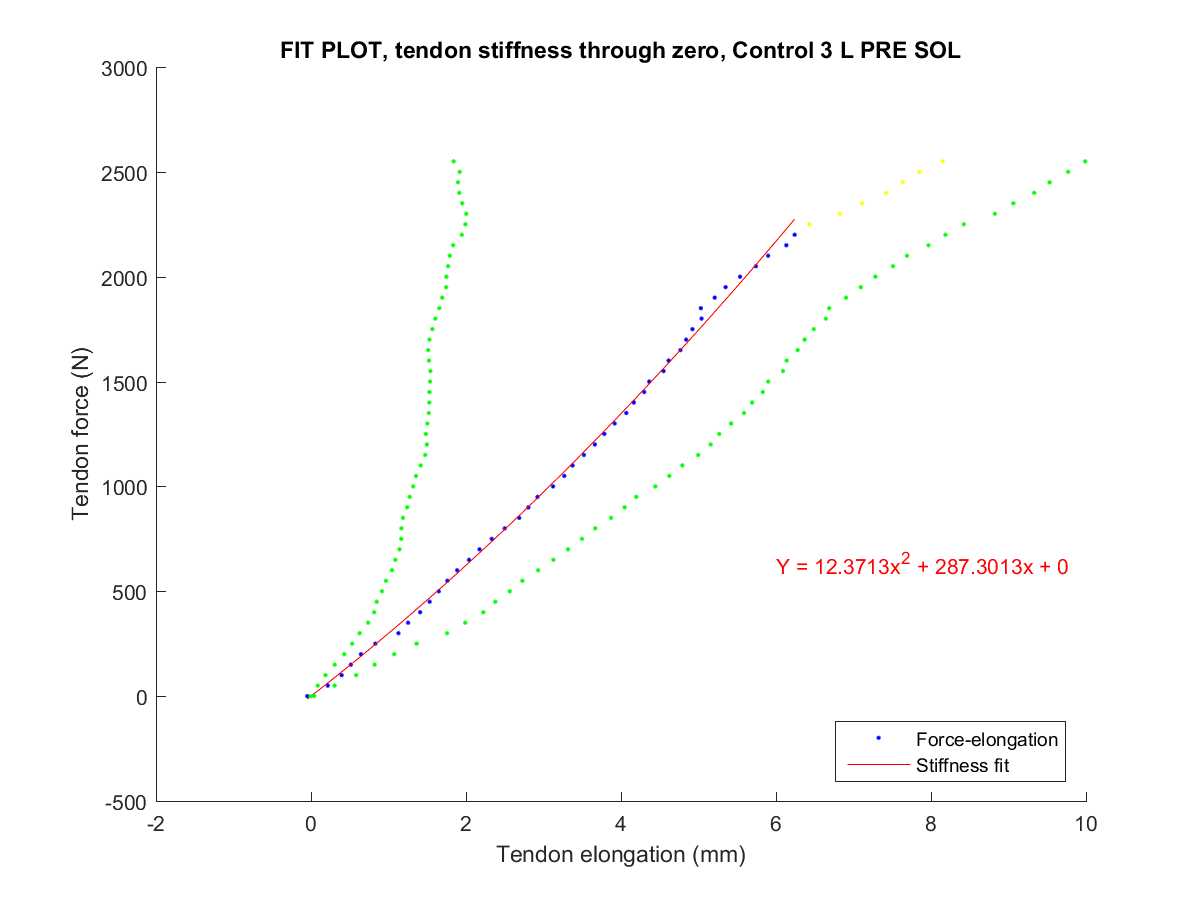 FIT PLOT, tendon stiffness through zero, Control 3 L PRE SOL
3000
2500
2000
1500
1000
500
0
-500
Tendon force (N)
Y = 12.3713x² + 287.3013x + 0
Force-elongation
Stiffness fit
-2 0 2 4 6 8 10
Tendon elongation (mm)